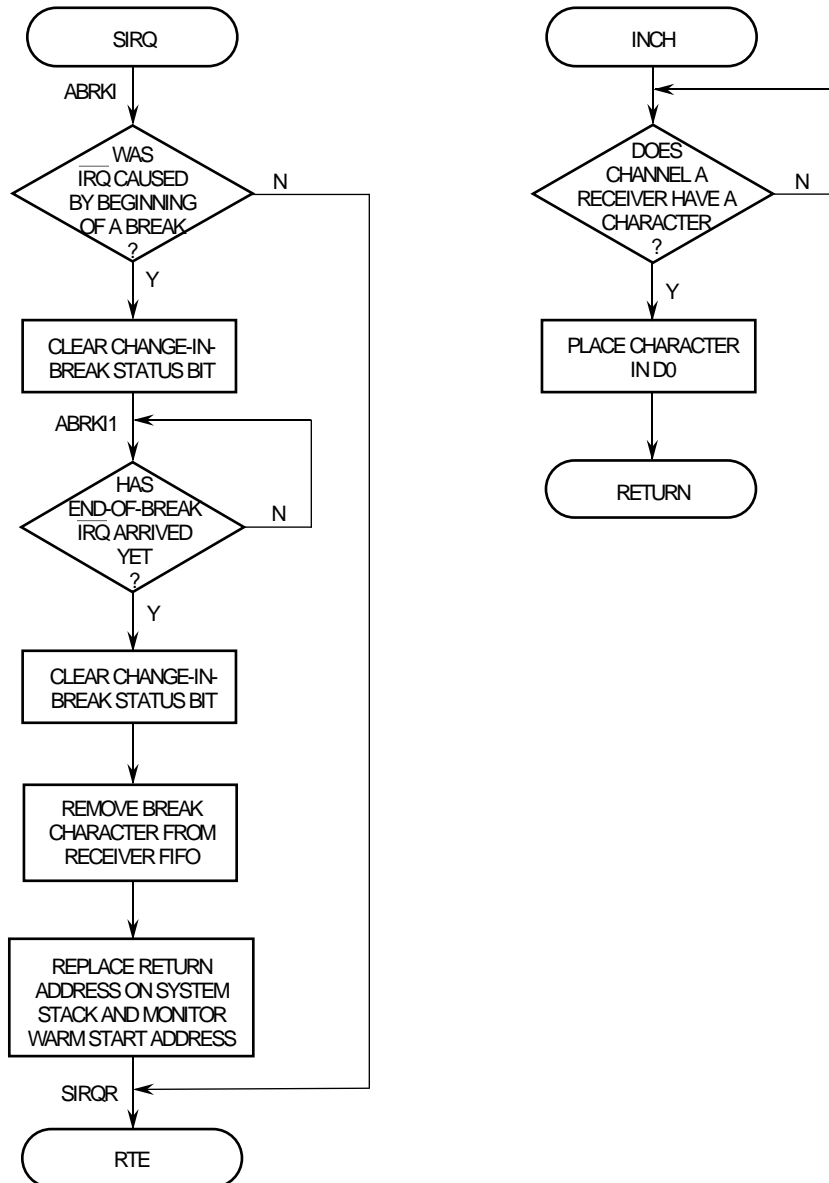 SIRQ
ABRKI
WAS
IRQ CAUSED
BY BEGINNING
OF A BREAK
?
N
Y
CLEAR CHANGE-IN-
BREAK STATUS BIT
ABRKI1
HAS
END-OF-BREAK
IRQ ARRIVED
YET
?
N
Y
CLEAR CHANGE-IN-
BREAK STATUS BIT
REMOVE BREAK
CHARACTER FROM
RECEIVER FIFO
REPLACE RETURN
ADDRESS ON SYSTEM
STACK AND MONITOR
WARM START ADDRESS
SIRQR
RTE
INCH
DOES
CHANNEL A
RECEIVER HAVE A
CHARACTER
?
N
Y
PLACE CHARACTER
IN D0
RETURN